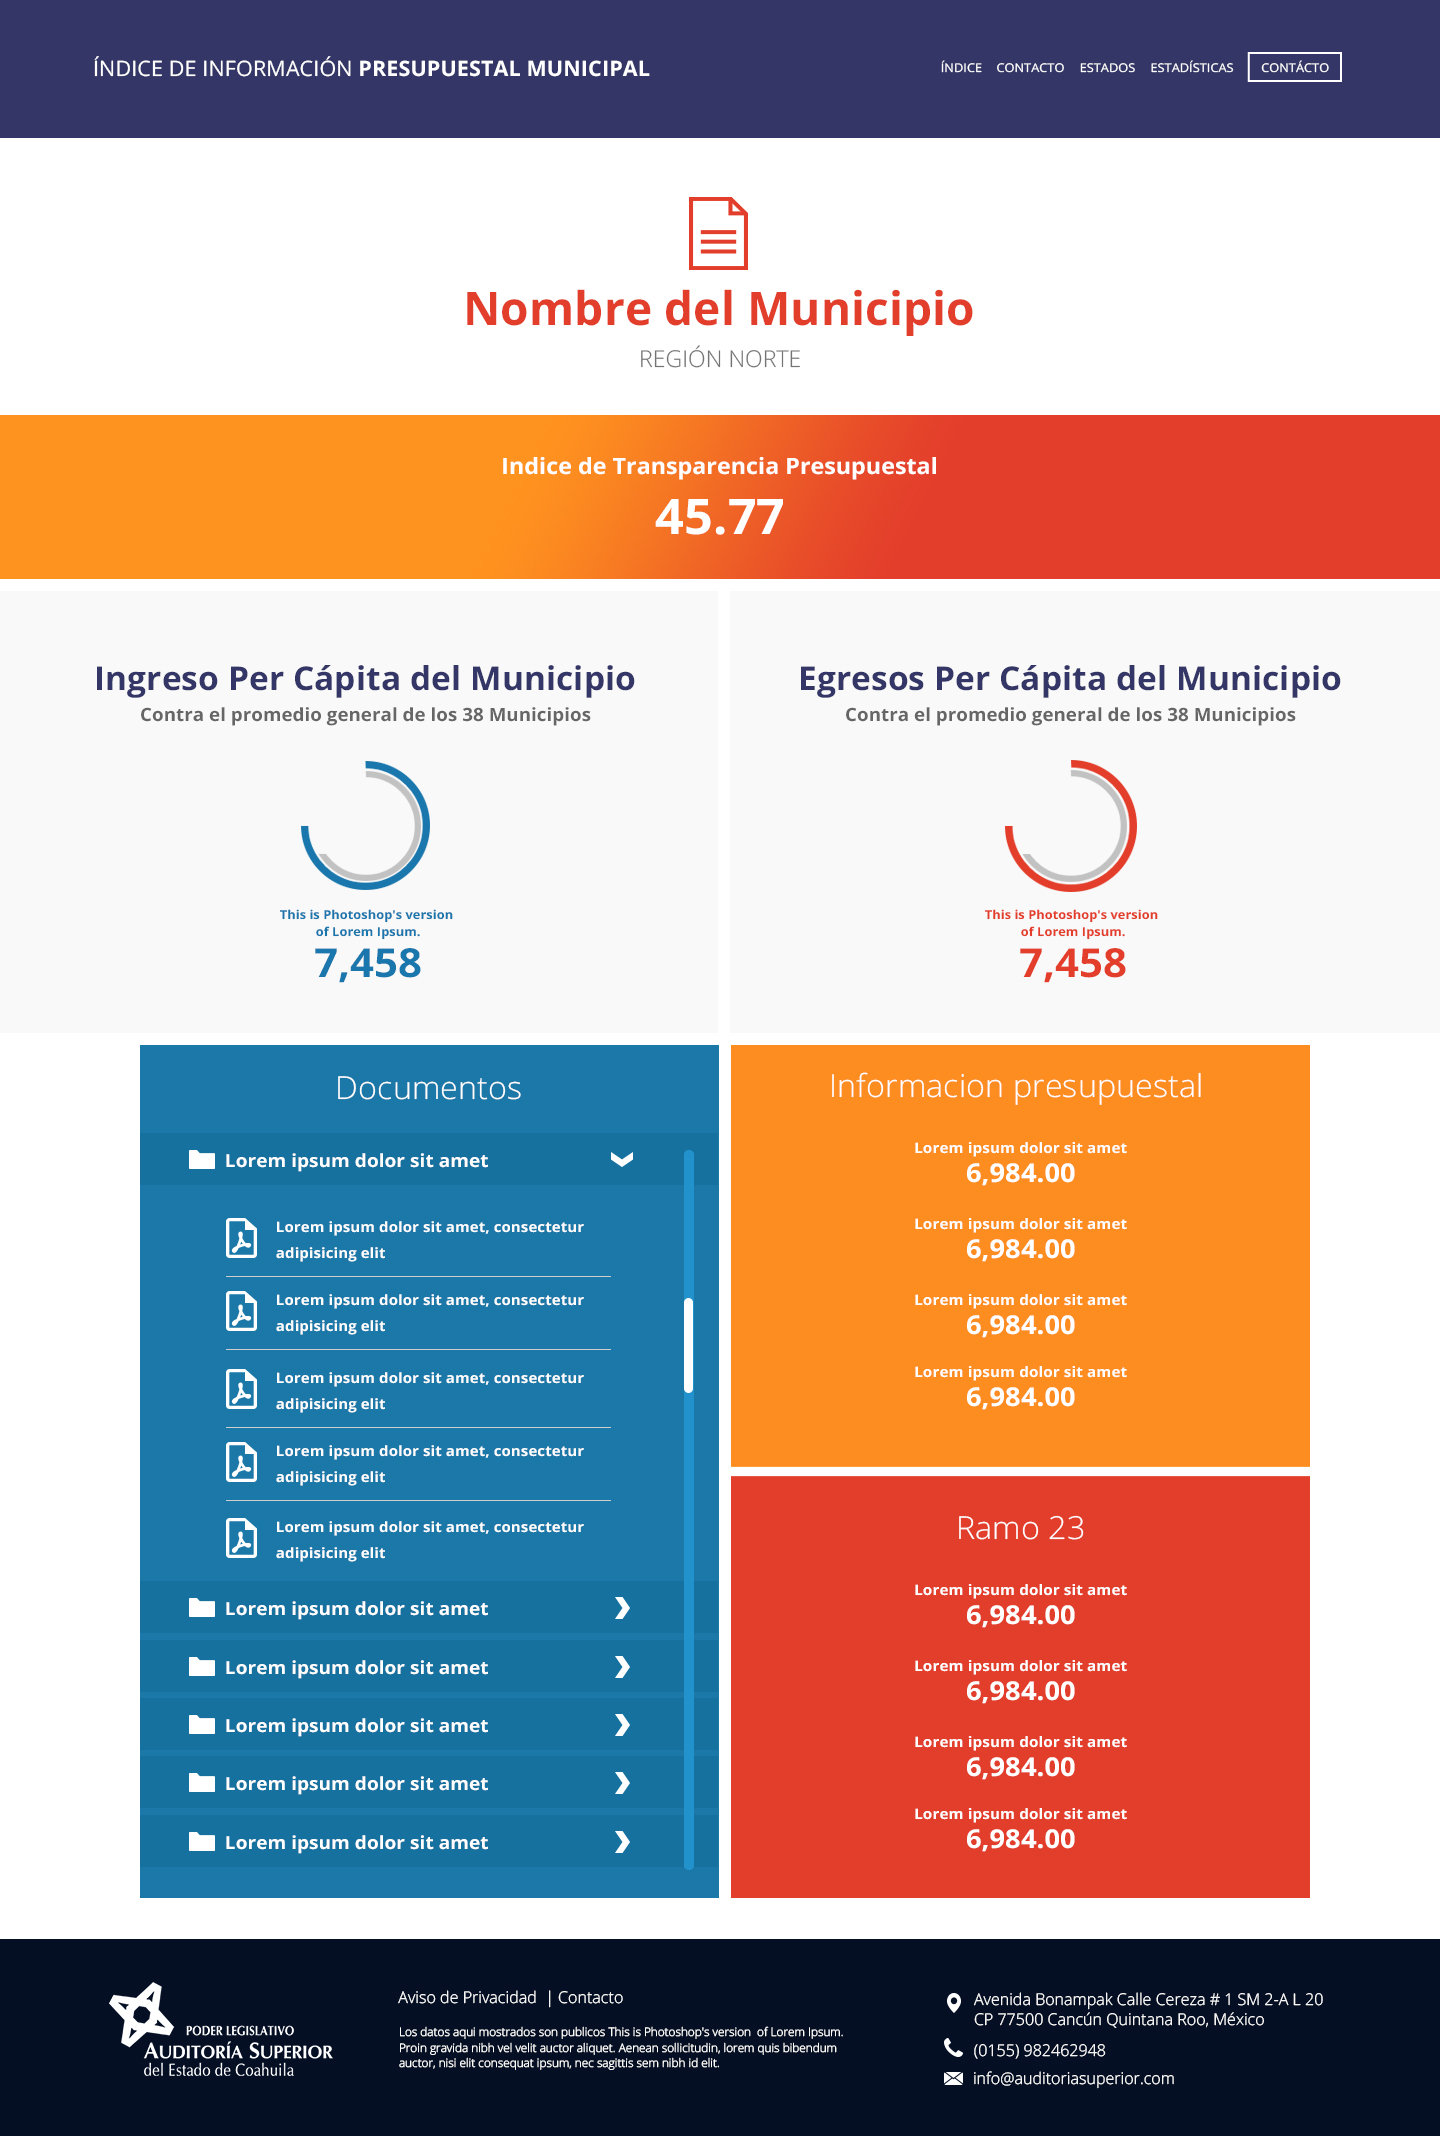 ÍNDICE DE INFORMACIÓN PRESUPUESTAL MUNICIPAL
ÍNDICE CONTACTO ESTADOS ESTADÍSTICAS CONTÁCTO
Nombre del Municipio
REGIÓN NORTE
Indice de Transparencia Presupuestal
45.77
Ingreso Per Cápita del Municipio
Contra el promedio general de los 38 Municipios
This is Photoshop's version
of Lorem Ipsum.
7,458
Egresos Per Cápita del Municipio
Contra el promedio general de los 38 Municipios
This is Photoshop's version
of Lorem Ipsum.
7,458
Documentos
Lorem ipsum dolor sit amet
Lorem ipsum dolor sit amet, consectetur
adipisicing elit
Lorem ipsum dolor sit amet, consectetur
adipisicing elit
Lorem ipsum dolor sit amet, consectetur
adipisicing elit
Lorem ipsum dolor sit amet, consectetur
adipisicing elit
Lorem ipsum dolor sit amet, consectetur
adipisicing elit
Lorem ipsum dolor sit amet
Lorem ipsum dolor sit amet
Lorem ipsum dolor sit amet
Lorem ipsum dolor sit amet
Lorem ipsum dolor sit amet
Informacion presupuestal
Lorem ipsum dolor sit amet
6,984.00
Lorem ipsum dolor sit amet
6,984.00
Lorem ipsum dolor sit amet
6,984.00
Lorem ipsum dolor sit amet
6,984.00
Ramo 23
Lorem ipsum dolor sit amet
6,984.00
Lorem ipsum dolor sit amet
6,984.00
Lorem ipsum dolor sit amet
6,984.00
Lorem ipsum dolor sit amet
6,984.00
PODER LEGISLATIVO
AUDITORÍA SUPERIOR
del Estado de Coahuila
Aviso de Privacidad | Contacto
Los datos aqui mostrados son publicos This is Photoshop's version of Lorem Ipsum.
Proin gravida nibh vel velit auctor aliquet. Aenean sollicitudin, lorem quis bibendum
auctor, nisi elit consequat ipsum, nec sagittis sem nibh id elit.
Avenida Bonampak Calle Cereza # 1 SM 2-A L 20
CP 77500 Cancún Quintana Roo, México
(0155) 982462948
info@auditoriasuperior.com